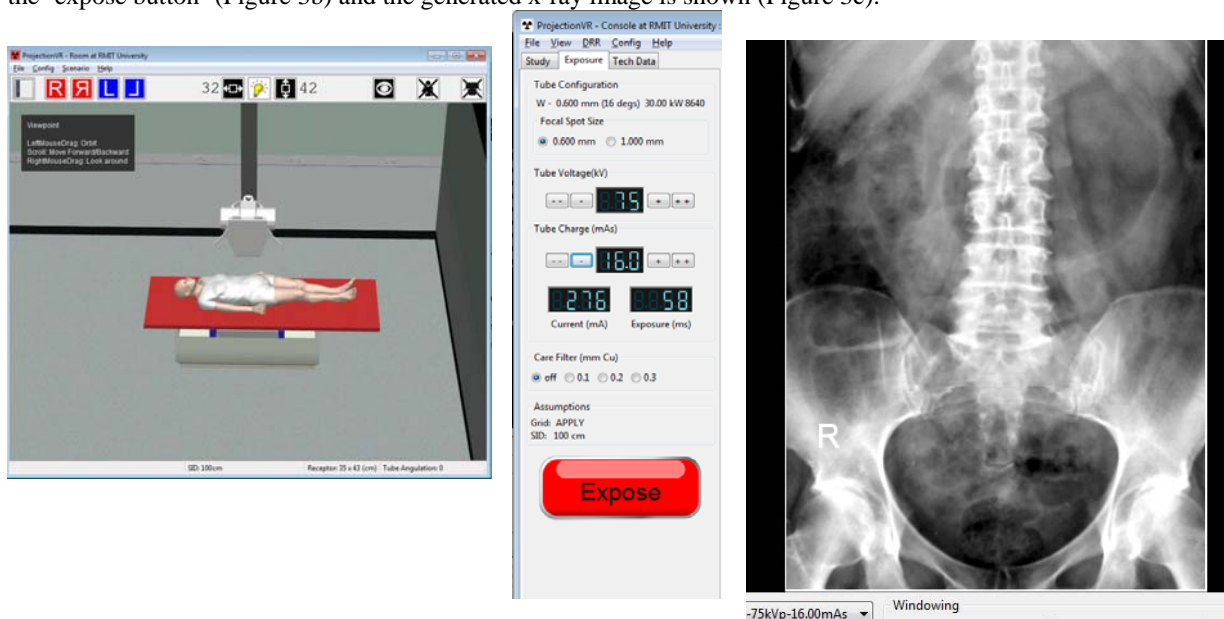 the "expose button" (Figure 3b) and the generated x-ray image is shown (Figure 3c).
ProjectionVR - Room at RMIT University
File Config Scenario Help
R R L L 32 42
Viewpoint
LeftMouseDrag: Orbit
Scroll: Move Forward/Backward
RightMouseDrag: Look around
SID: 100cm Receptor: 35 x 43 (cm) Tube Angulation: 0
ProjectionVR - Console at RMIT University :
File View DRR Config Help
Study Exposure Tech Data
Tube Configuration
W - 0.600 mm (16 degs) 30.00 kW 8640
Focal Spot Size
0.600 mm 1.000 mm
Tube Voltage(kV)
-- - 75 + ++
Tube Charge (mAs)
-- - 16.0 + ++
276 58
Current (mA) Exposure (ms)
Care Filter (mm Cu)
off 0.1 0.2 0.3
Assumptions
Grid: APPLY
SID: 100 cm
Expose
R
-75kVp-16.00mAs Windowing